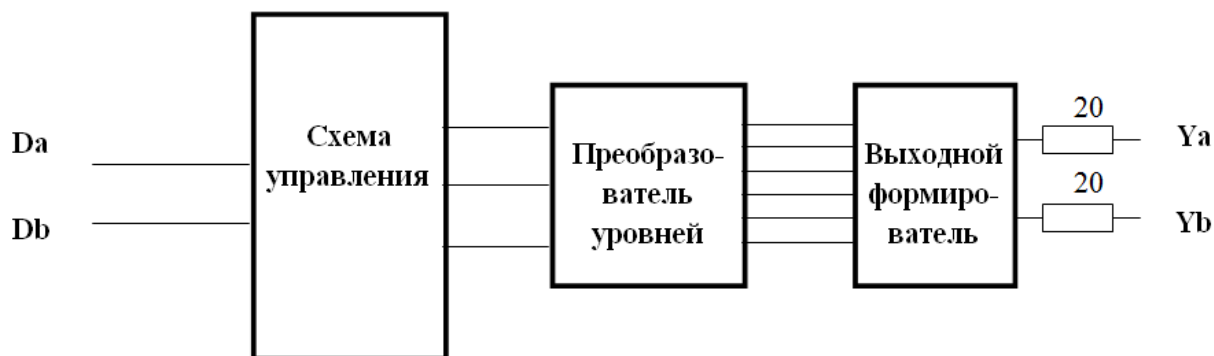 Da
Db
Схема
управления
Преобразо-
ватель
уровней
Выходной
формиро-
ватель
20
Ya
20
Yb